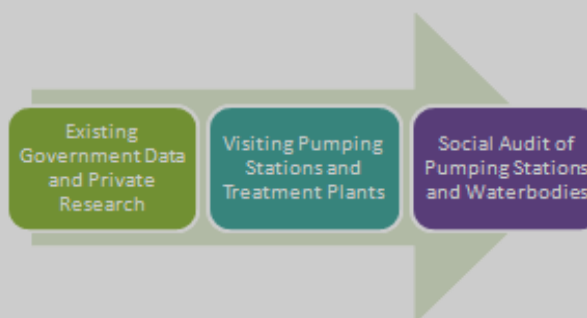 Existing
Government Data
and Private
Research
Visiting Pumping
Stations and
Treatment Plants
Social Audit of
Pumping Stations
and Waterbodies